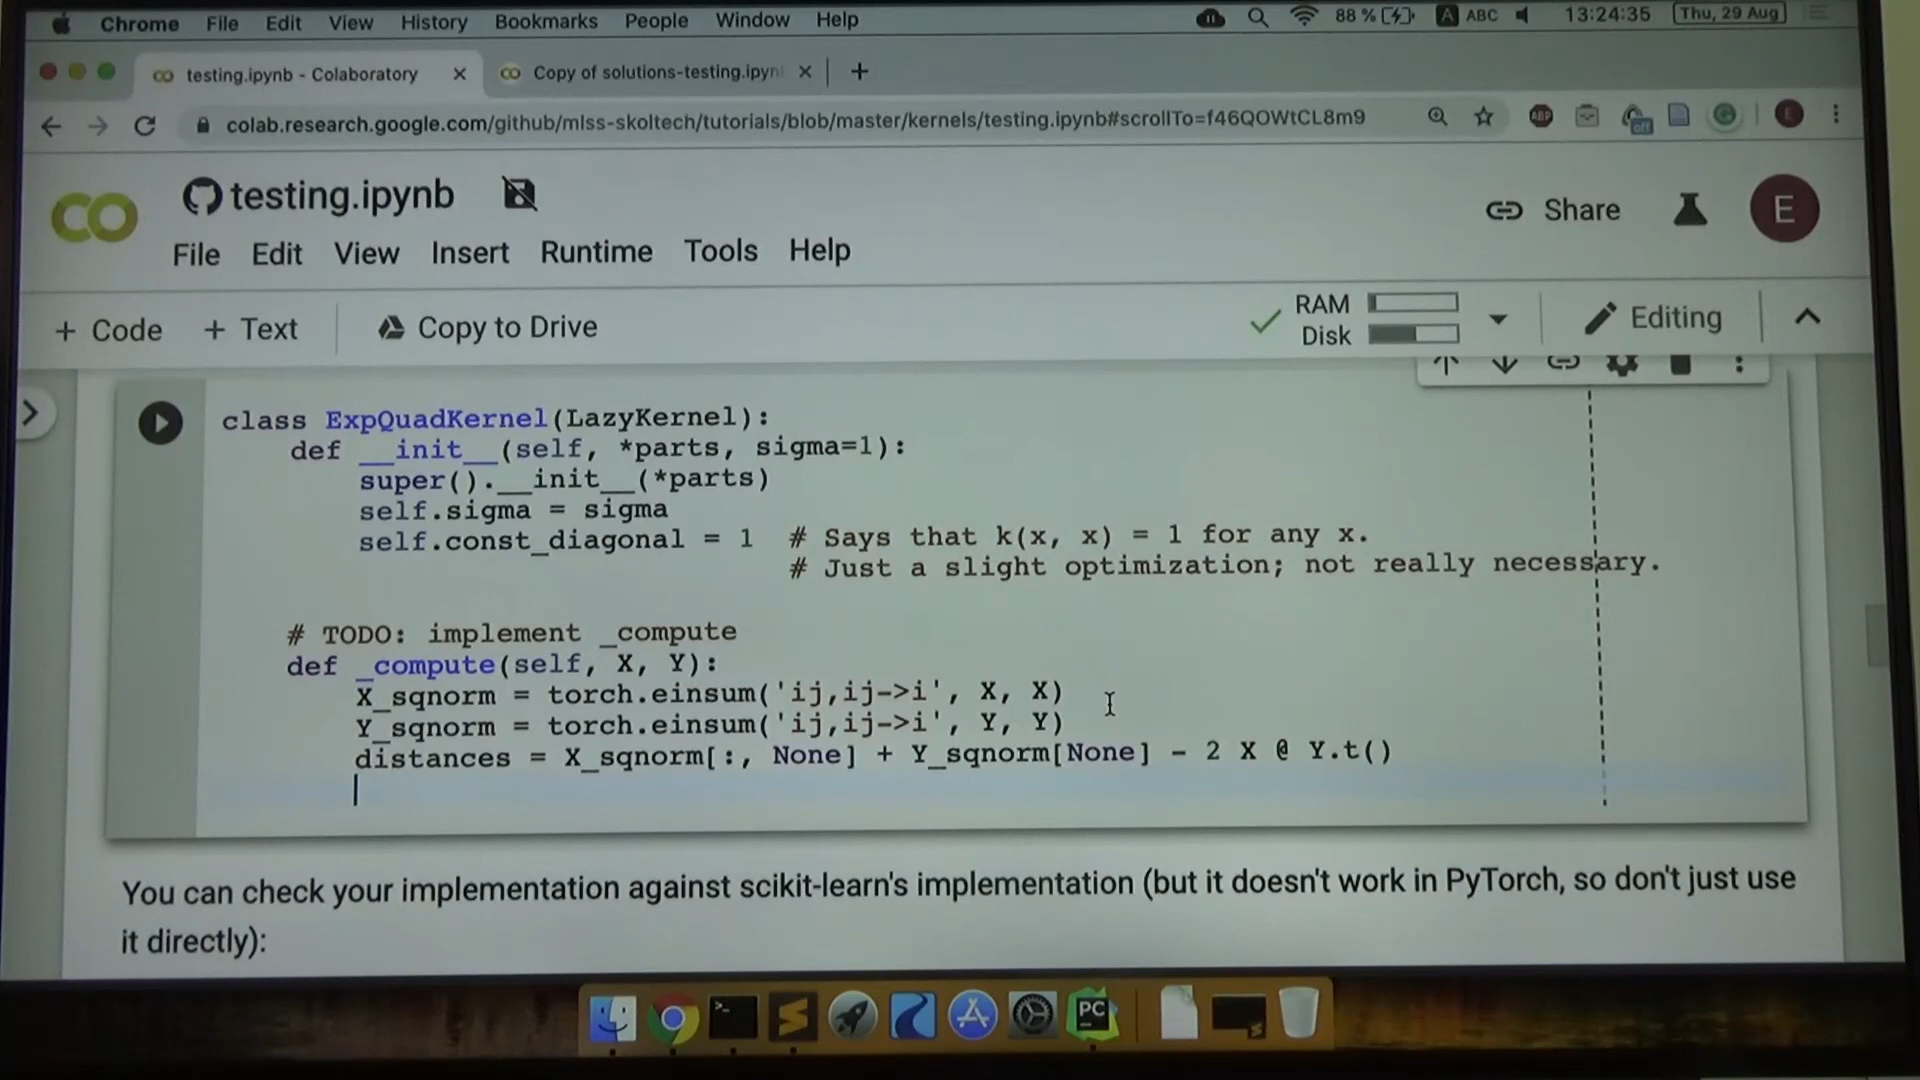 Chrome File Edit View History Bookmarks People Window Help 88 % A ABC 13:24:35 Thu, 29 Aug
testing.ipynb - Colaboratory Copy of solutions-testing.ipyn
colab.research.google.com/github/mlss-skoltech/tutorials/blob/master/kernels/testing.ipynb#scrollTo=f46QOWtCL8m9 ABP off E
CO testing.ipynb Share E
File Edit View Insert Runtime Tools Help
+ Code + Text Copy to Drive RAM Disk Editing
class ExpQuadKernel(LazyKernel):
def __init__(self, *parts, sigma=1):
super().__init__(*parts)
self.sigma = sigma
self.const_diagonal = 1 # Says that k(x, x) = 1 for any x.
# Just a slight optimization; not really necessary.
# TODO: implement _compute
def _compute(self, X, Y):
X_sqnorm = torch.einsum('ij,ij->i', X, X)
Y_sqnorm = torch.einsum('ij,ij->i', Y, Y)
distances = X_sqnorm[:, None] + Y_sqnorm[None] - 2 X @ Y.t()
You can check your implementation against scikit-learn's implementation (but it doesn't work in PyTorch, so don't just use
it directly):
PC